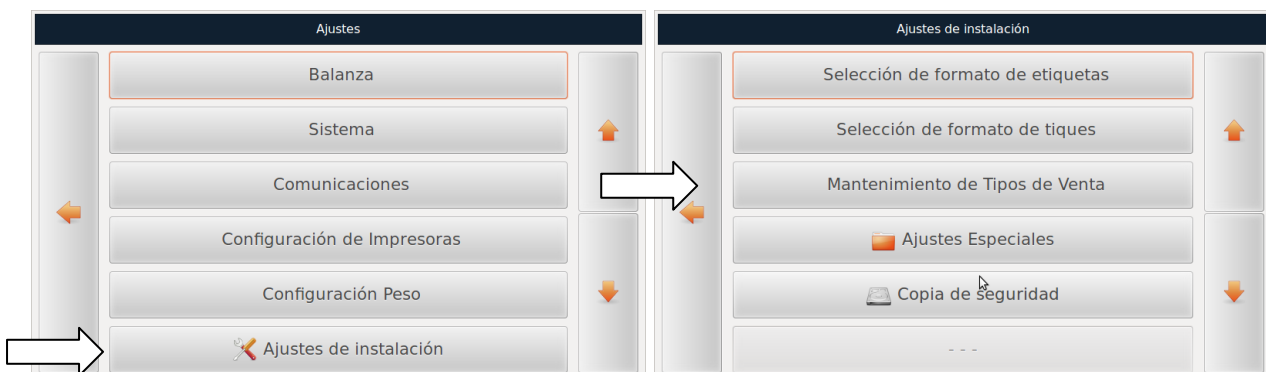 Ajustes
Balanza
Sistema
Comunicaciones
Configuración de Impresoras
Configuración Peso
Ajustes de instalación
Ajustes de instalación
Selección de formato de etiquetas
Selección de formato de tiques
Mantenimiento de Tipos de Venta
Ajustes Especiales
Copia de seguridad
- - -